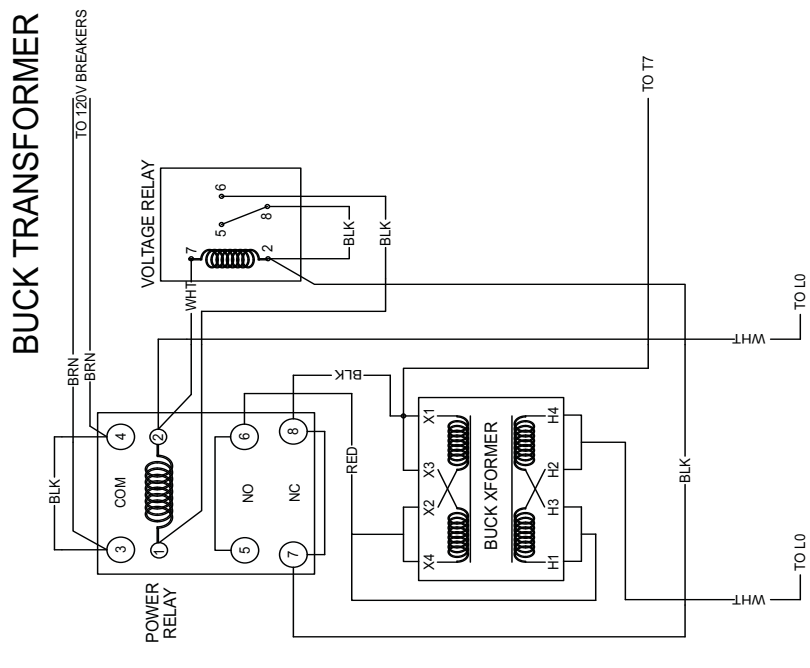 BUCK TRANSFORMER
TO 120V BREAKERS
BRN
BRN
BLK
4
3
COM
2
1
POWER
RELAY
NO
6
5
NC
8
7
VOLTAGE RELAY
7
2
5
6
8
WHT
BLK
BLK
BLK
RED
X1
X3
X2
X4
BUCK XFORMER
H4
H2
H3
H1
TO T7
BLK
WHT
TO L0
WHT
TO L0